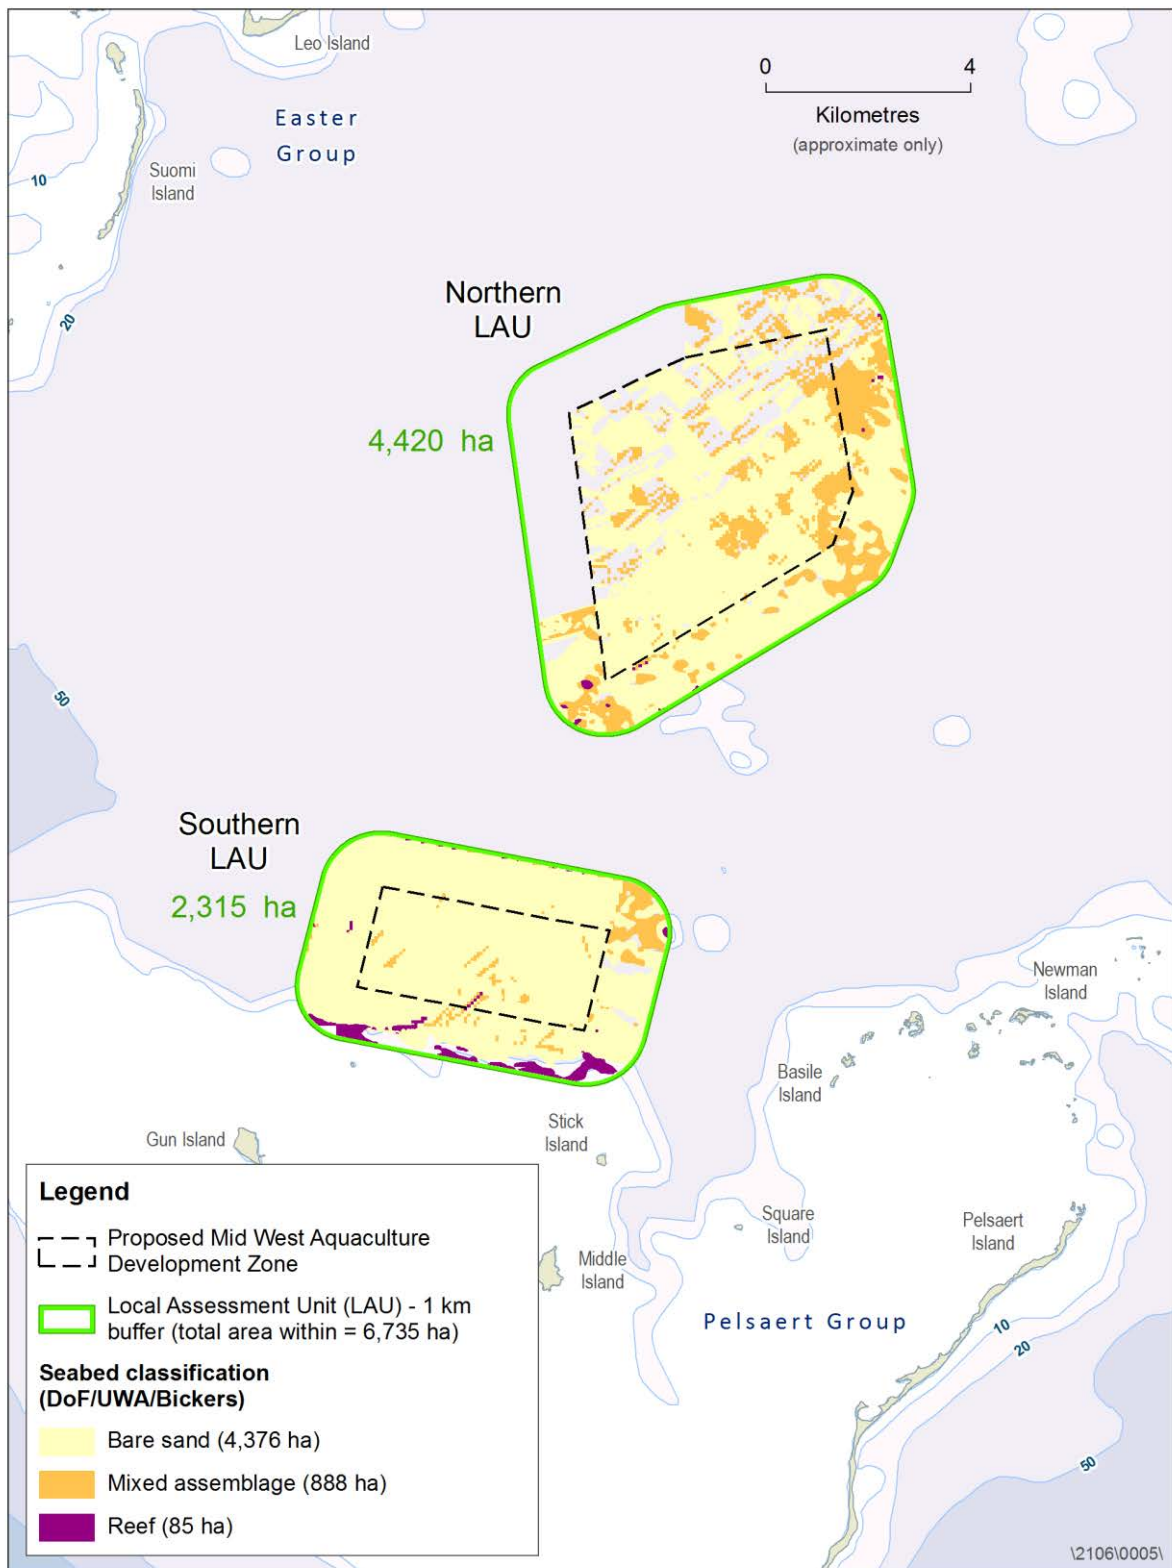 Leo Island
Easter
Group
Suomi
Island
0 4
Kilometres
(approximate only)
10
20
Northern
LAU
4,420 ha
50
Southern
LAU
2,315 ha
Newman
Island
Basile
Island
Stick
Island
Gun Island
Square
Island
Pelsaert
Island
Middle
Island
Pelsaert Group
10
20
50
Legend
Proposed Mid West Aquaculture
Development Zone
Local Assessment Unit (LAU) - 1 km
buffer (total area within = 6,735 ha)
Seabed classification
(DoF/UWA/Bickers)
Bare sand (4,376 ha)
Mixed assemblage (888 ha)
Reef (85 ha)
\2106\0005\